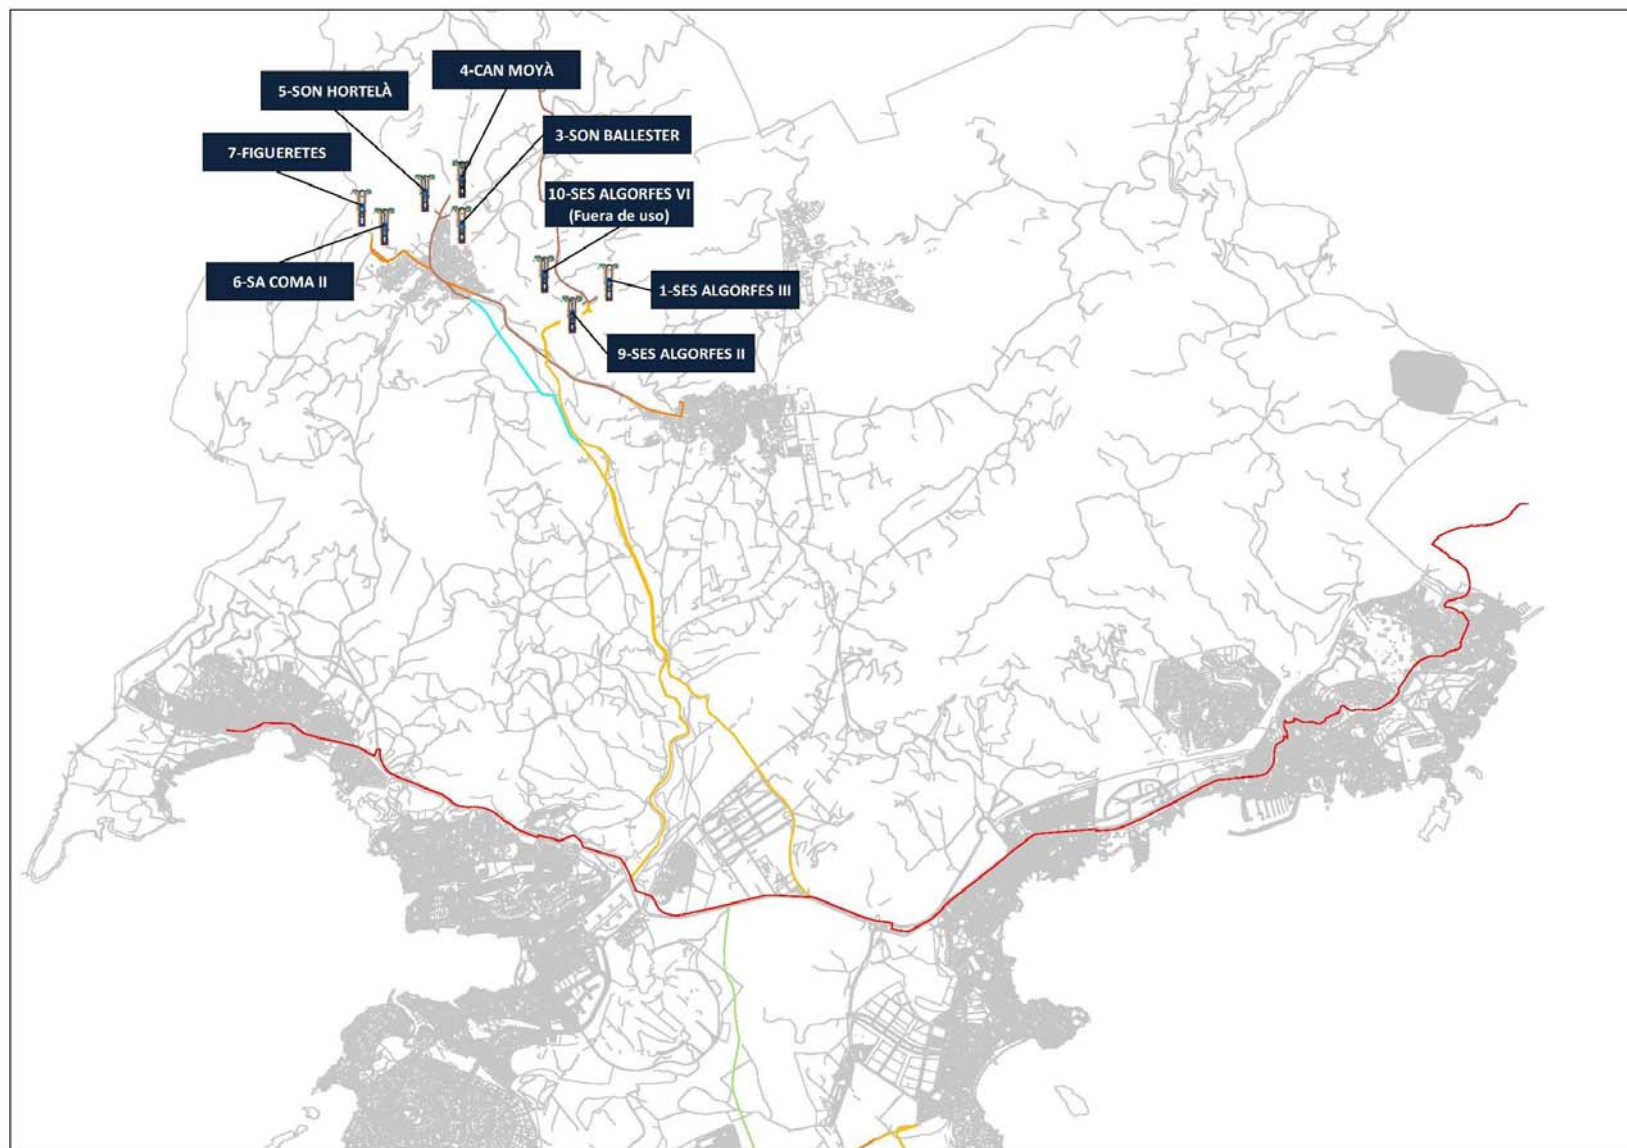 4-CAN MOYÀ
5-SON HORTELÀ
3-SON BALLESTER
7-FIGUERETES
10-SES ALGORFES VI
(Fuera de uso)
6-SA COMA II
1-SES ALGORFES III
9-SES ALGORFES II